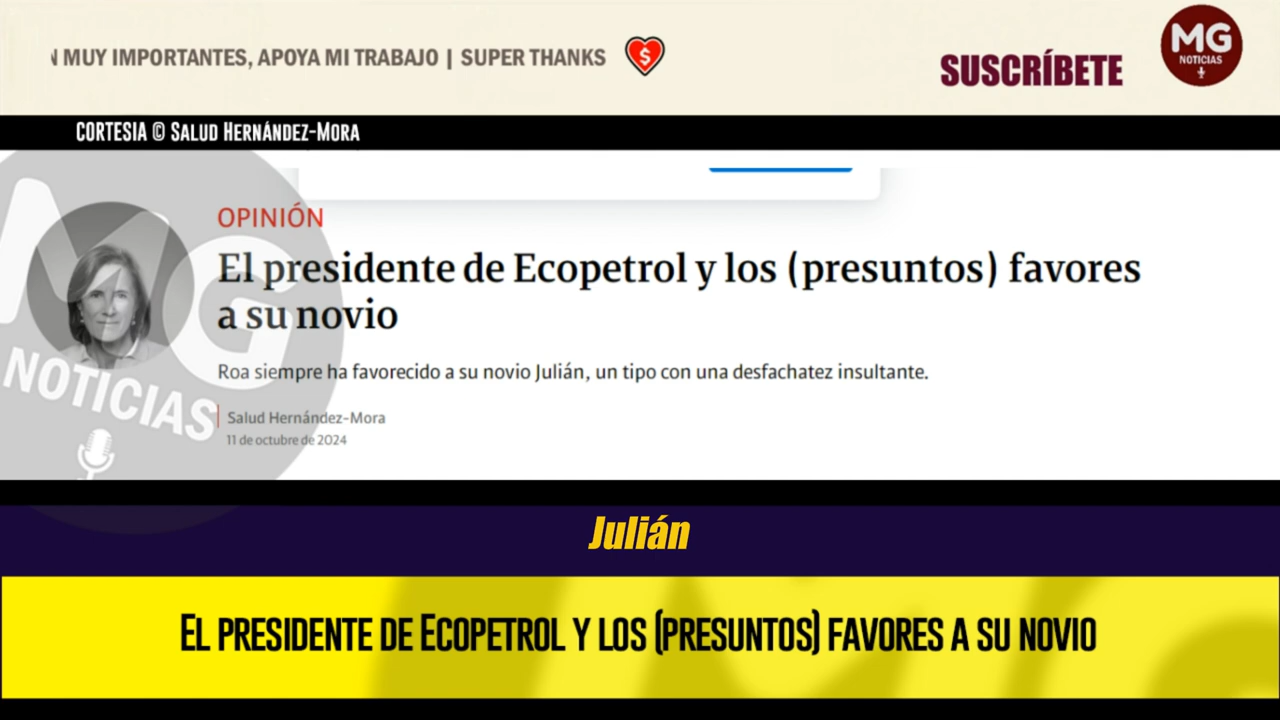 MUY IMPORTANTES, APOYA MI TRABAJO | SUPER THANKS
SUSCRÍBETE
MG
NOTICIAS
CORTESIA © SALUD HERNÁNDEZ-MORA
OPINIÓN
El presidente de Ecopetrol y los (presuntos) favores
a su novio
Roa siempre ha favorecido a su novio Julián, un tipo con una desfachatez insultante.
Salud Hernández-Mora
11 de octubre de 2024
MG
NOTICIAS
Julián
EL PRESIDENTE DE ECOPETROL Y LOS (PRESUNTOS) FAVORES A SU NOVIO